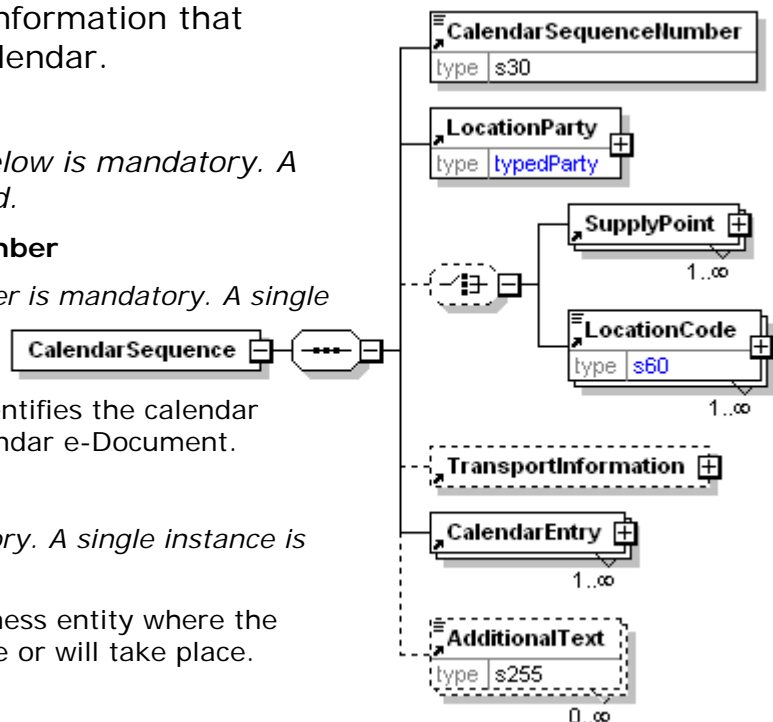 nformation that
lendar.
elow is mandatory. A
d.
nber
er is mandatory. A single
entifies the calendar
ndar e-Document.
ory. A single instance is
ness entity where the
e or will take place.
CalendarSequence
CalendarSequenceNumber
type s30
LocationParty
type typedParty
SupplyPoint
1..∞
LocationCode
type s60
1..∞
TransportInformation
CalendarEntry
1..∞
AdditionalText
type s255
0..∞